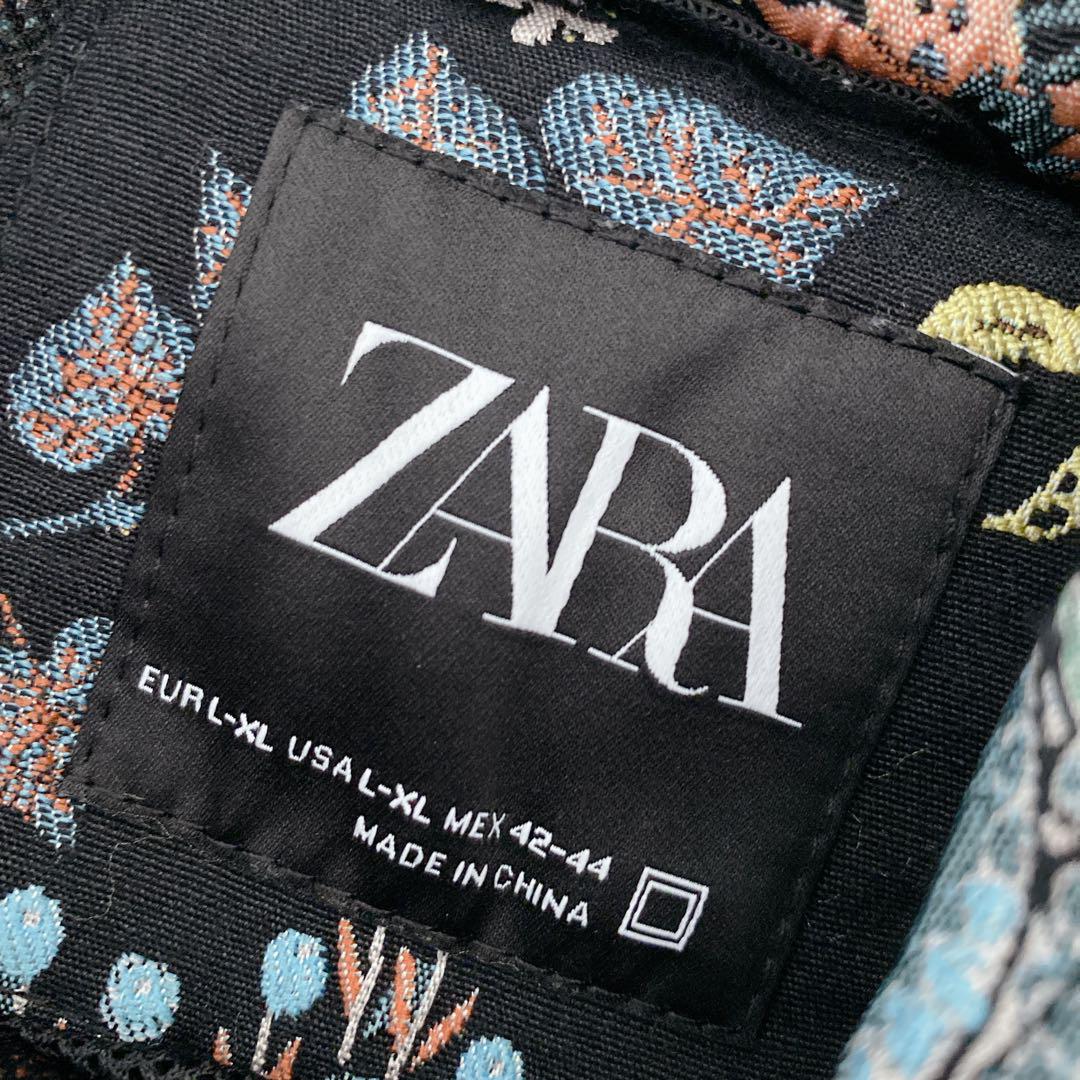 ZARA
EUR L-XL USA L-XL MEX 42-44
MADE IN CHINA